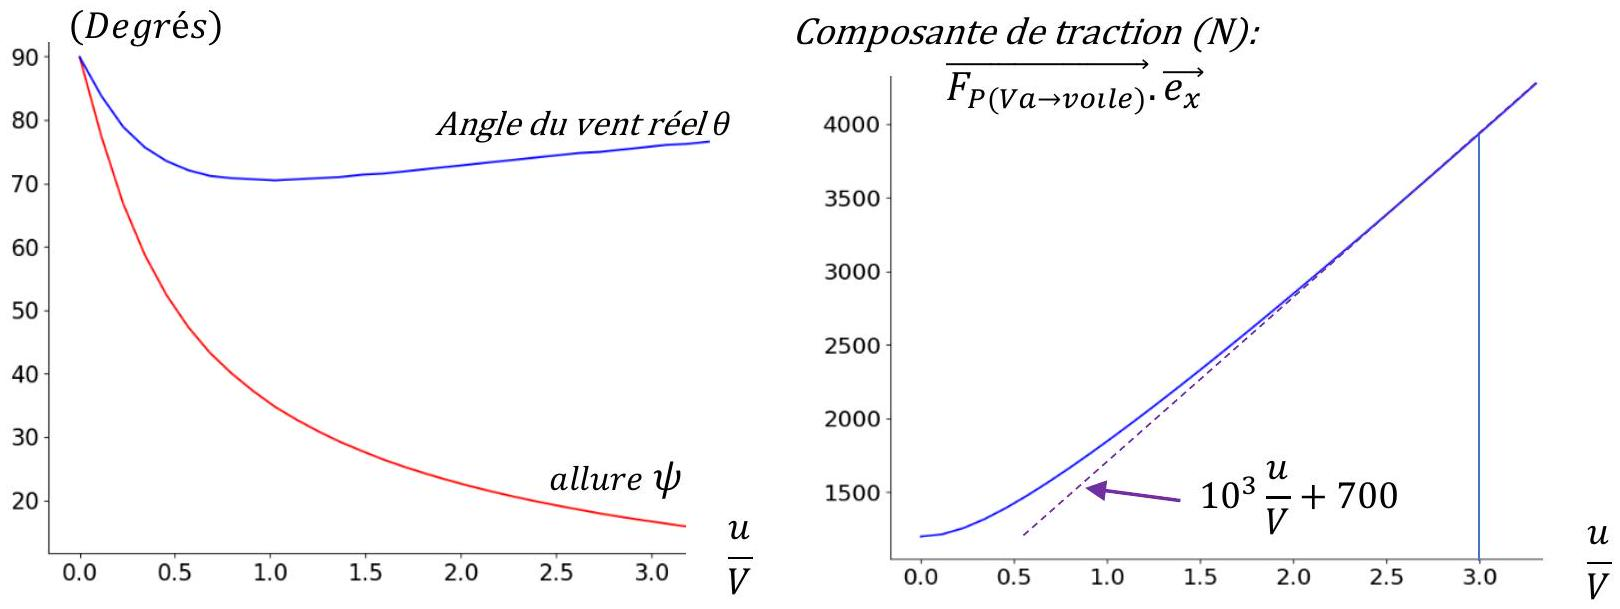 (Degrés)
90
80
70
60
50
40
30
20
Angle du vent réel θ
allure ψ
0.0 0.5 1.0 1.5 2.0 2.5 3.0
u/V
Composante de traction (N):
F_P(Va→voile) . e_x
4000
3500
3000
2500
2000
1500
10³ u/V + 700
0.0 0.5 1.0 1.5 2.0 2.5 3.0
u/V